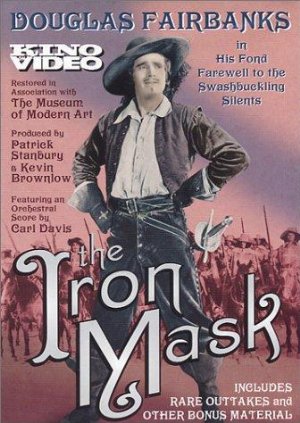 DOUGLAS FAIRBANKS
KINO
VIDEO
in
His Fond
Farewell to the
Swashbuckling
Silents
Restored in
Association with
The Museum
of Modern Art
Produced by
Patrick
Stanbury
& Kevin
Brownlow
Featuring an
Orchestral
Score by
Carl Davis
the
Iron
Mask
INCLUDES
RARE OUTTAKES and
OTHER BONUS MATERIAL